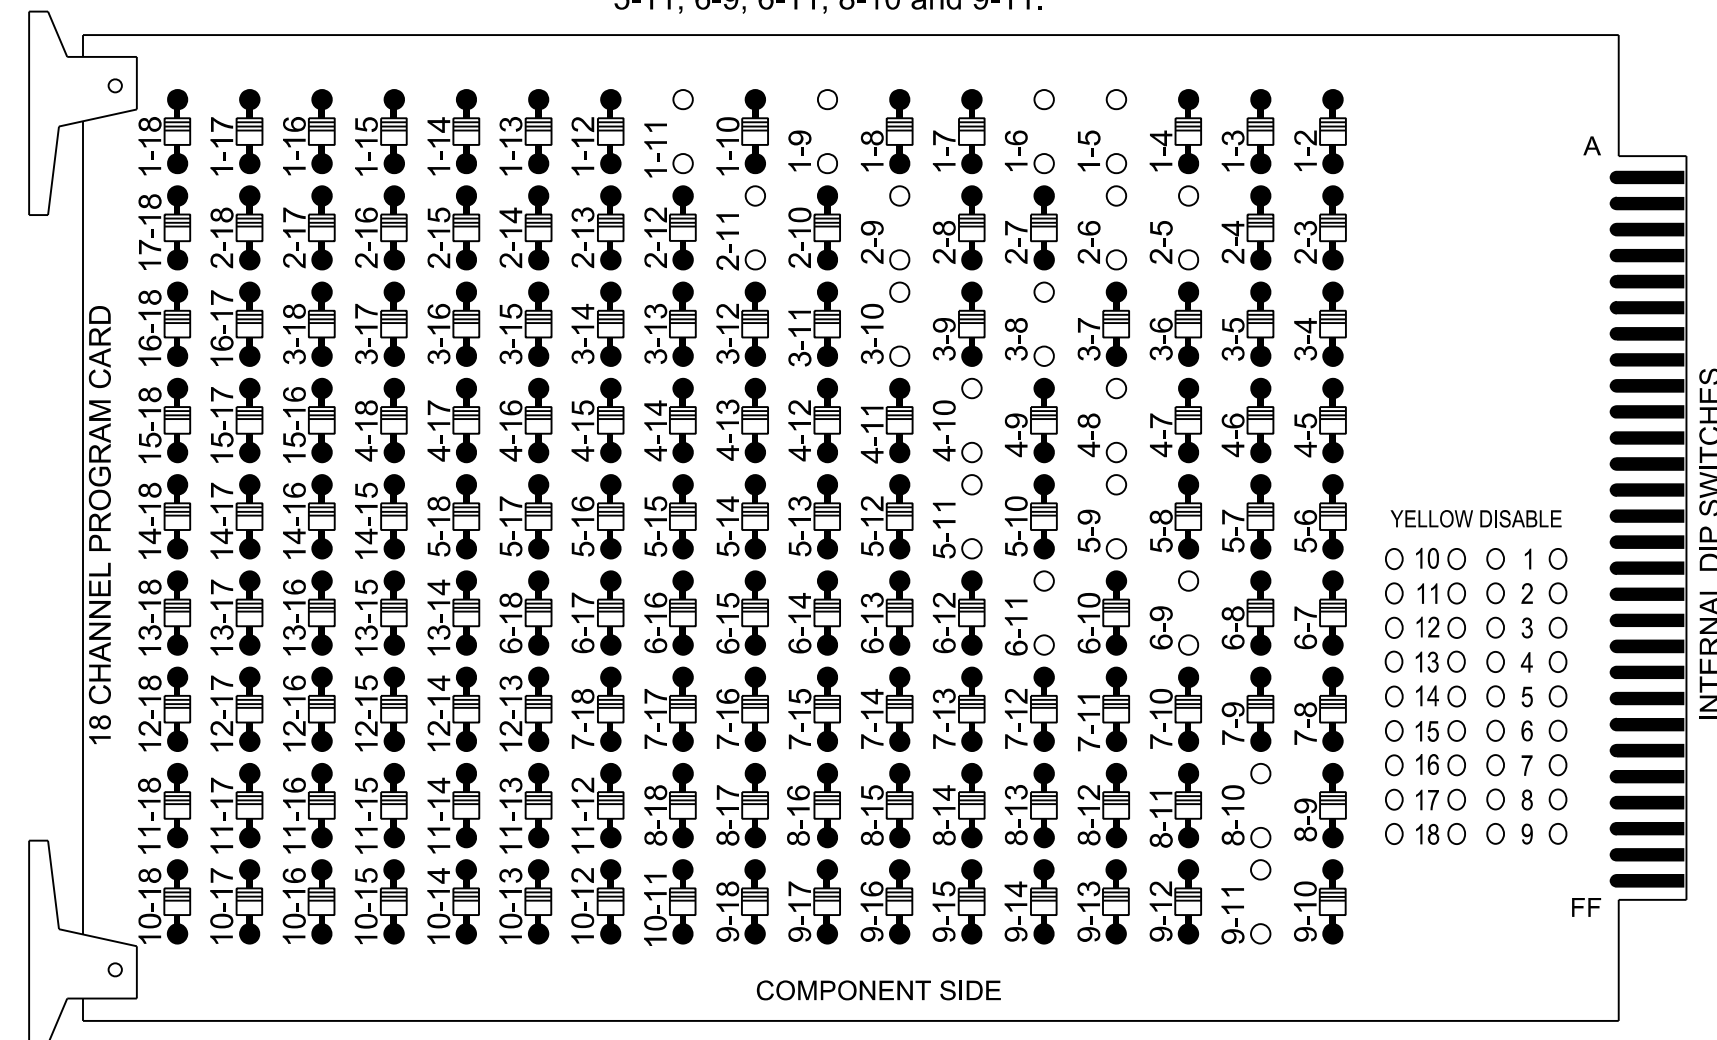 5-11, 6-9, 6-11, 8-10 and 9-11.
18 CHANNEL PROGRAM CARD
1-18 1-17 1-16 1-15 1-14 1-13 1-12 1-11 1-10 1-9 1-8 1-7 1-6 1-5 1-4 1-3 1-2
17-18 2-18 2-17 2-16 2-15 2-14 2-13 2-12 2-11 2-10 2-9 2-8 2-7 2-6 2-5 2-4 2-3
16-18 16-17 3-18 3-17 3-16 3-15 3-14 3-13 3-12 3-11 3-10 3-9 3-8 3-7 3-6 3-5 3-4
15-18 15-17 15-16 4-18 4-17 4-16 4-15 4-14 4-13 4-12 4-11 4-10 4-9 4-8 4-7 4-6 4-5
14-18 14-17 14-16 14-15 5-18 5-17 5-16 5-15 5-14 5-13 5-12 5-11 5-10 5-9 5-8 5-7 5-6
13-18 13-17 13-16 13-15 13-14 6-18 6-17 6-16 6-15 6-14 6-13 6-12 6-11 6-10 6-9 6-8 6-7
12-18 12-17 12-16 12-15 12-14 12-13 7-18 7-17 7-16 7-15 7-14 7-13 7-12 7-11 7-10 7-9 7-8
11-18 11-17 11-16 11-15 11-14 11-13 11-12 8-18 8-17 8-16 8-15 8-14 8-13 8-12 8-11 8-10 8-9
10-18 10-17 10-16 10-15 10-14 10-13 10-12 10-11 9-18 9-17 9-16 9-15 9-14 9-13 9-12 9-11 9-10
COMPONENT SIDE
YELLOW DISABLE
10 1
11 2
12 3
13 4
14 5
15 6
16 7
17 8
18 9
A
FF
INTERNAL DIP SWITCHES